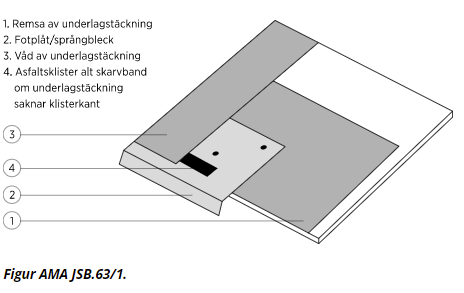 1. Remsa av underlagstäckning
2. Fotplåt/språngbleck
3. Våd av underlagstäckning
4. Asfaltsklister alt skarvband
om underlagstäckning
saknar klisterkant
3
4
2
1
Figur AMA JSB.63/1.